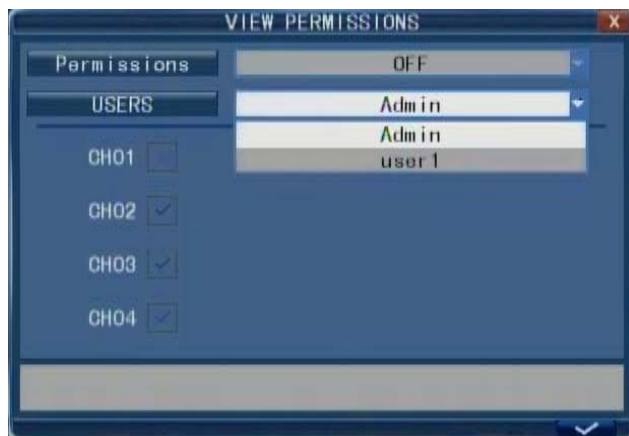 VIEW PERMISSIONS X
Permissions OFF
USERS Admin
Admin
user1
CH01
CH02
CH03
CH04